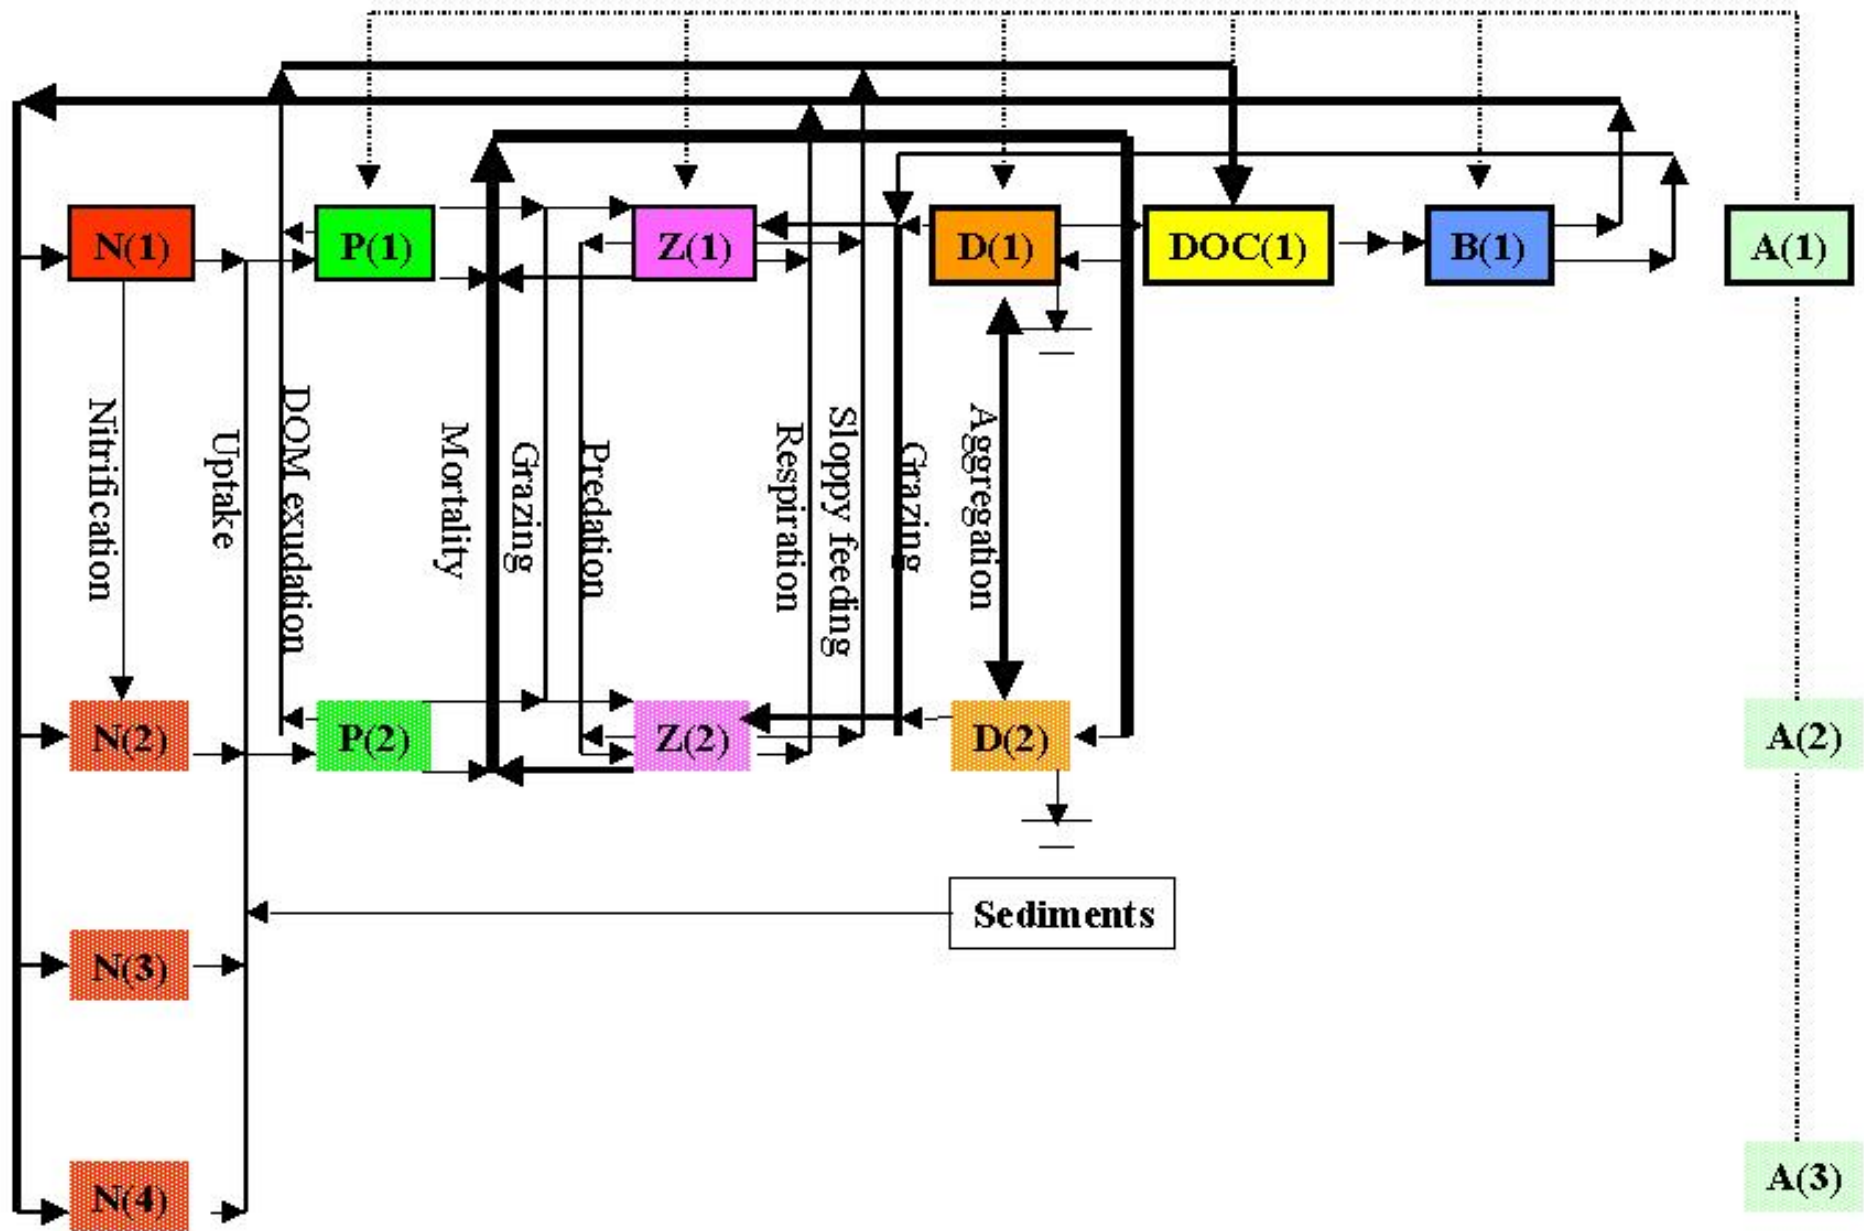 N(1)
P(1)
Z(1)
D(1)
DOC(1)
B(1)
A(1)
Nitrification
Uptake
DOM exudation
Mortality
Grazing
Predation
Respiration
Sloppy feeding
Grazing
Aggregation
N(2)
P(2)
Z(2)
D(2)
A(2)
Sediments
N(3)
N(4)
A(3)